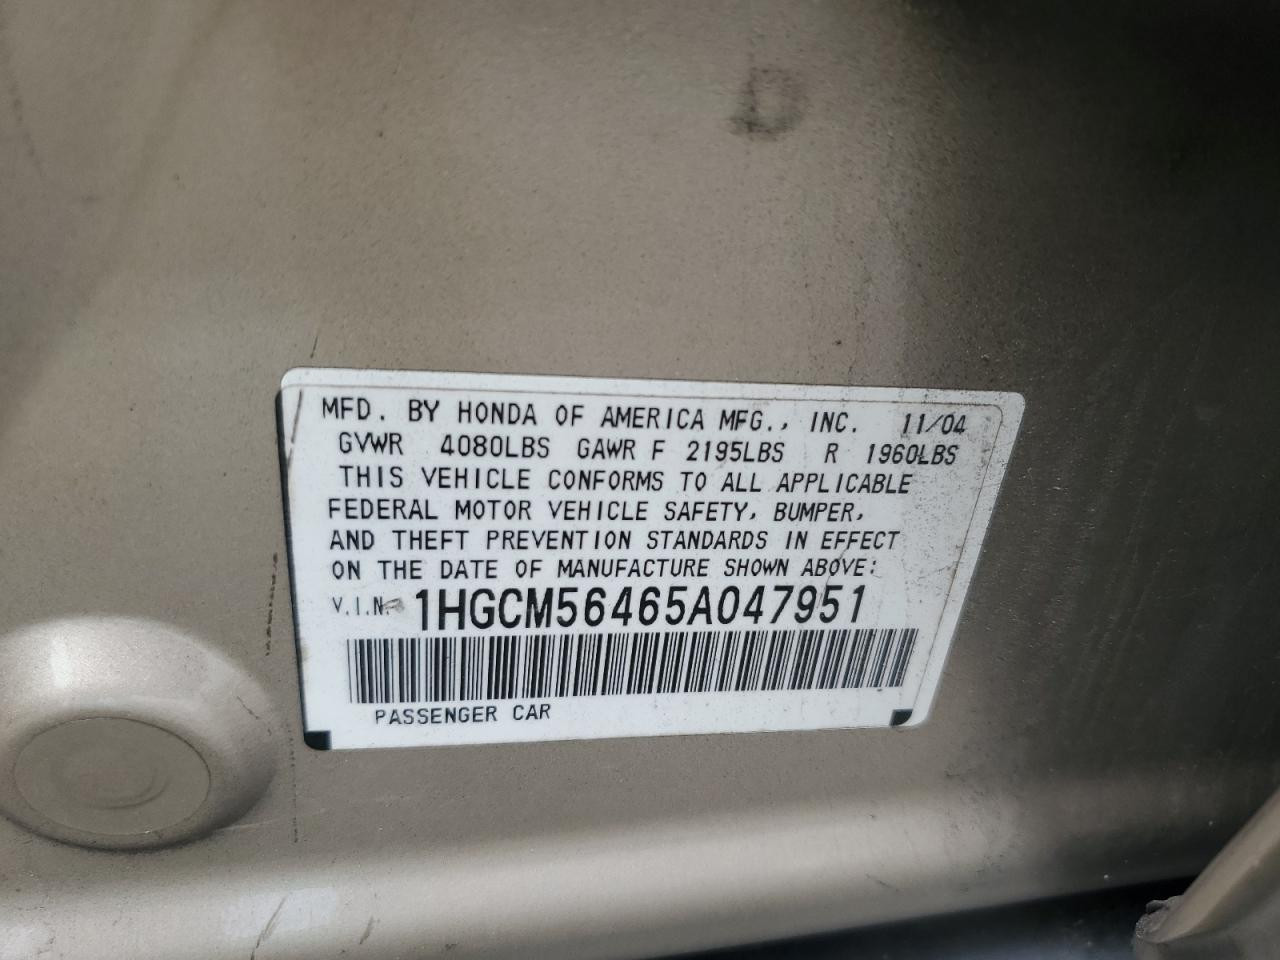 MFD. BY HONDA OF AMERICA MFG., INC. 11/04
GVWR 4080LBS GAWR F 2195LBS R 1960LBS
THIS VEHICLE CONFORMS TO ALL APPLICABLE
FEDERAL MOTOR VEHICLE SAFETY, BUMPER,
AND THEFT PREVENTION STANDARDS IN EFFECT
ON THE DATE OF MANUFACTURE SHOWN ABOVE:
V.I.N. 1HGCM56465A047951
PASSENGER CAR